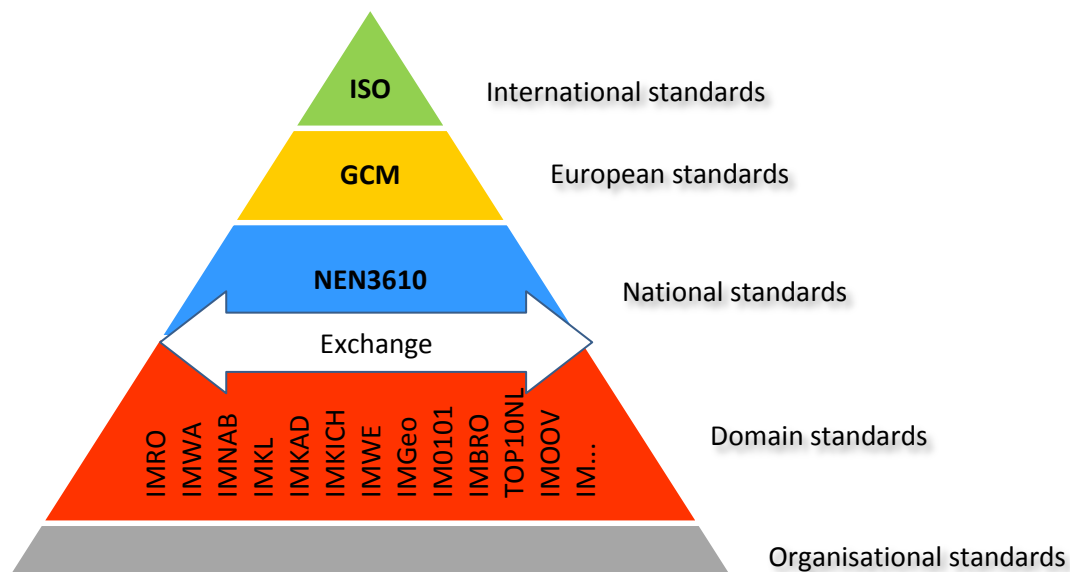 ISO
International standards
GCM
European standards
NEN3610
National standards
Exchange
IMRO
IMWA
IMNAB
IMKL
IMKAD
IMKICH
IMWE
IMGeo
IM0101
IMBRO
TOP10NL
IMOOV
IM...
Domain standards
Organisational standards